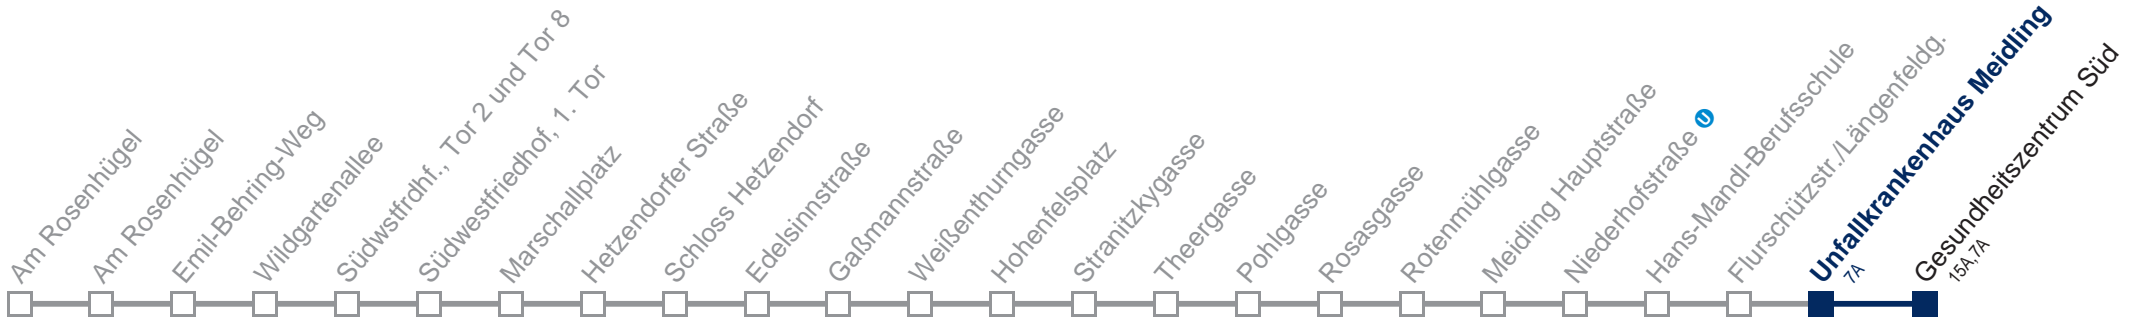 Am Rosenhügel
Am Rosenhügel
Emil-Behring-Weg
Wildgartenallee
Südwstfrdhf., Tor 2 und Tor 8
Südwestfriedhof, 1. Tor
Marschallplatz
Hetzendorfer Straße
Schloss Hetzendorf
Edelsinnstraße
Gaßmannstraße
Weißenthurngasse
Hohenfelsplatz
Stranitzkygasse
Theergasse
Pohlgasse
Rosasgasse
Rotenmühlgasse
Meidling Hauptstraße
Niederhofstraße U
Hans-Mandl-Berufsschule
Flurschützstr./Längenfeldg.
Unfallkrankenhaus Meidling
7A
Gesundheitszentrum Süd
15A,7A